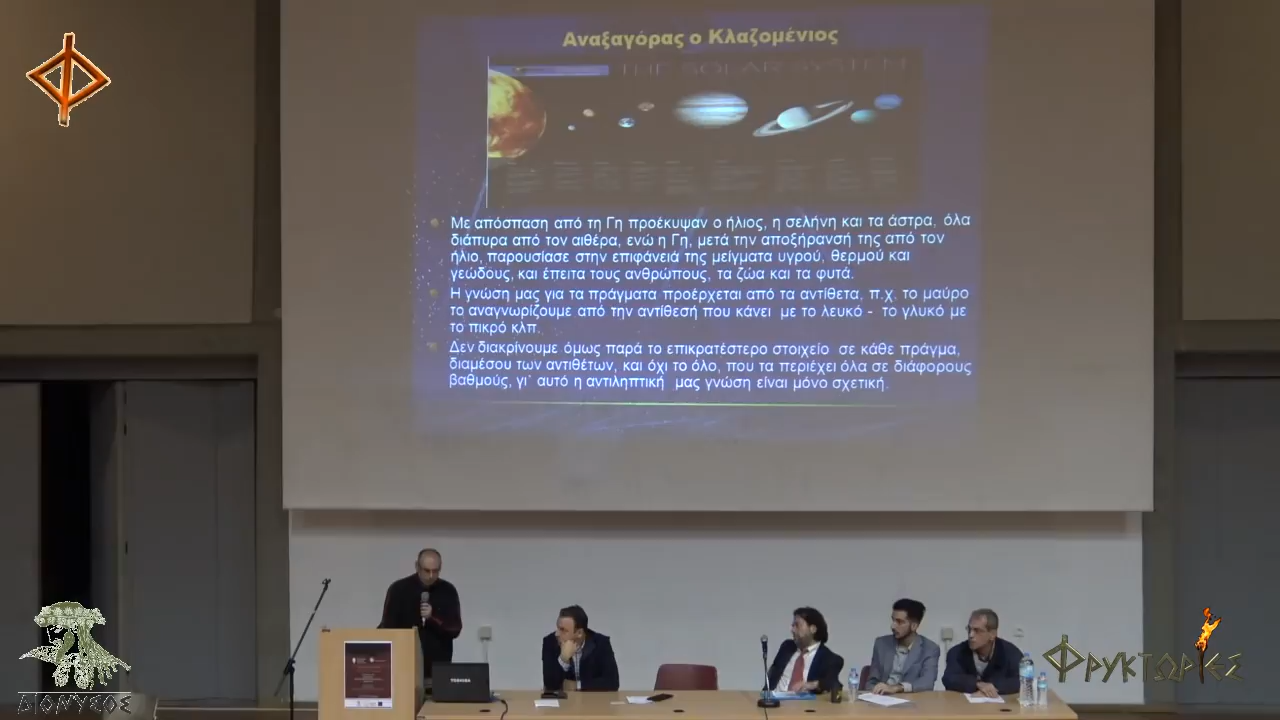 Αναξαγόρας ο Κλαζομένιος
THE SOLAR SYSTEM
Με απόσπαση από τη Γη προέκυψαν ο ήλιος, η σελήνη και τα άστρα, όλα
διάπυρα από τον αιθέρα, ενώ η Γη, μετά την αποξήρανσή της από τον
ήλιο, παρουσίασε στην επιφάνειά της μείγματα υγρού, θερμού και
γεώδους, και έπειτα τους ανθρώπους, τα ζώα και τα φυτά.
Η γνώση μας για τα πράγματα προέρχεται από τα αντίθετα, π.χ. το μαύρο
το αναγνωρίζουμε από την αντίθεσή που κάνει με το λευκό - το γλυκό με
το πικρό κλπ.
Δεν διακρίνουμε όμως παρά το επικρατέστερο στοιχείο σε κάθε πράγμα,
διαμέσου των αντιθέτων, και όχι το όλο, που τα περιέχει όλα σε διάφορους
βαθμούς, γι' αυτό η αντιληπτική μας γνώση είναι μόνο σχετική.
TOSHIBA
ΔΙΟΝΥΣΟΣ
ΦΡΥΚΤΩΡΙΕΣ